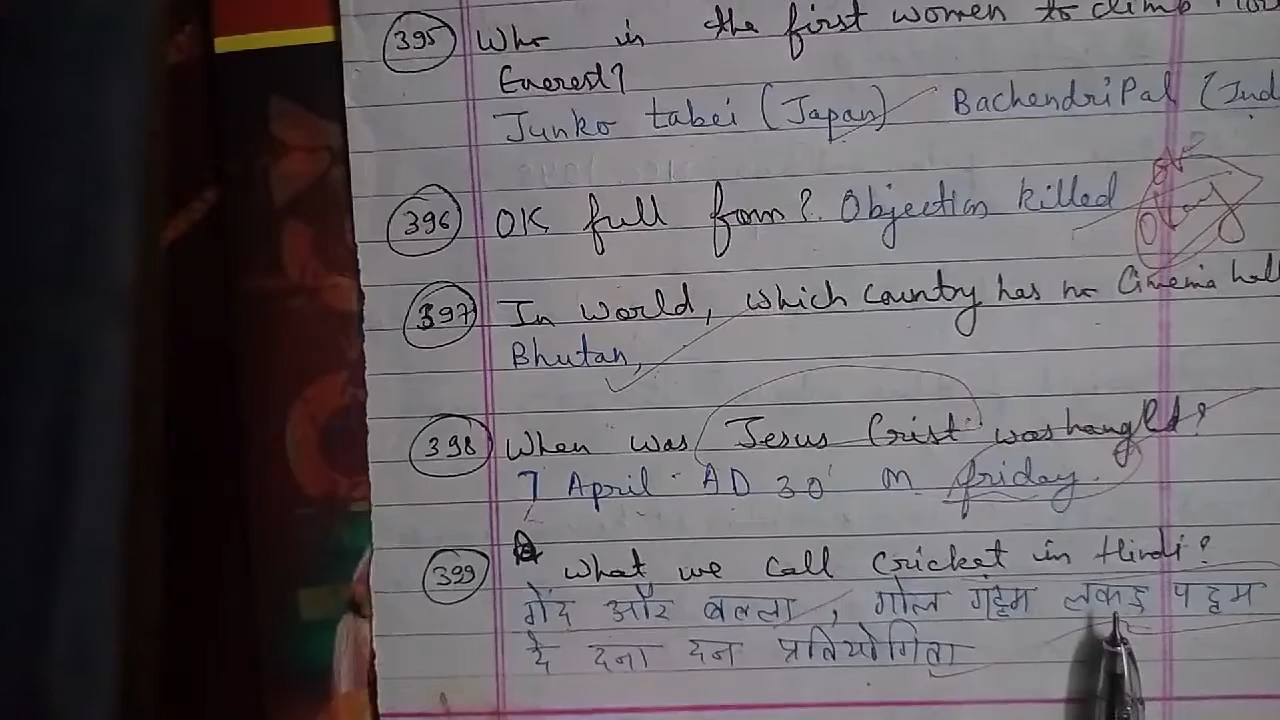 395 Who is the first women to climb
Everest?
Junko tabei (Japan) Bachendri Pal (Ind
396 OK full form? Objection killed
397 In World, which country has no Cinema hall
Bhutan,
398 When was Jesus Crist was hangled?
7 April AD 30 on friday.
399 What we call Cricket in Hindi?
गेंद और बल्ला, गोल गट्टम लकड़ पट्टम
दे दना दन प्रतियोगिता